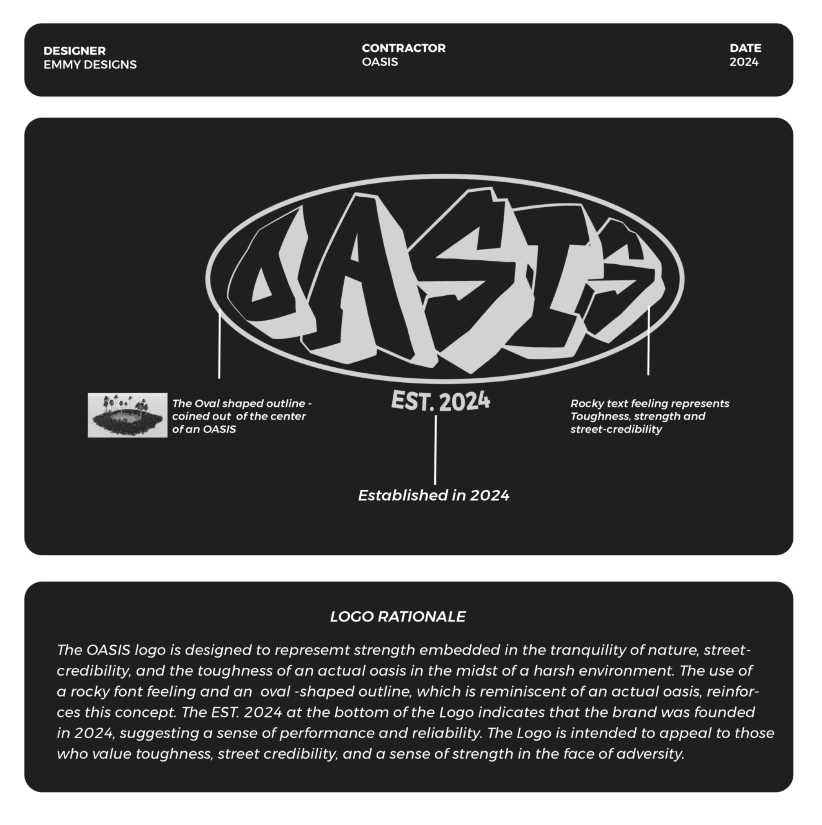 DESIGNER
EMMY DESIGNS
CONTRACTOR
OASIS
DATE
2024
OASIS
EST. 2024
The Oval shaped outline -
coined out  of the center
of an OASIS
Rocky text feeling represents
Toughness, strength and
street-credibility
Established in 2024
LOGO RATIONALE
The OASIS logo is designed to represemt strength embedded in the tranquility of nature, street-
credibility, and the toughness of an actual oasis in the midst of a harsh environment. The use of
a rocky font feeling and an  oval -shaped outline, which is reminiscent of an actual oasis, reinfor-
ces this concept. The EST. 2024 at the bottom of the Logo indicates that the brand was founded
in 2024, suggesting a sense of performance and reliability. The Logo is intended to appeal to those
who value toughness, street credibility, and a sense of strength in the face of adversity.